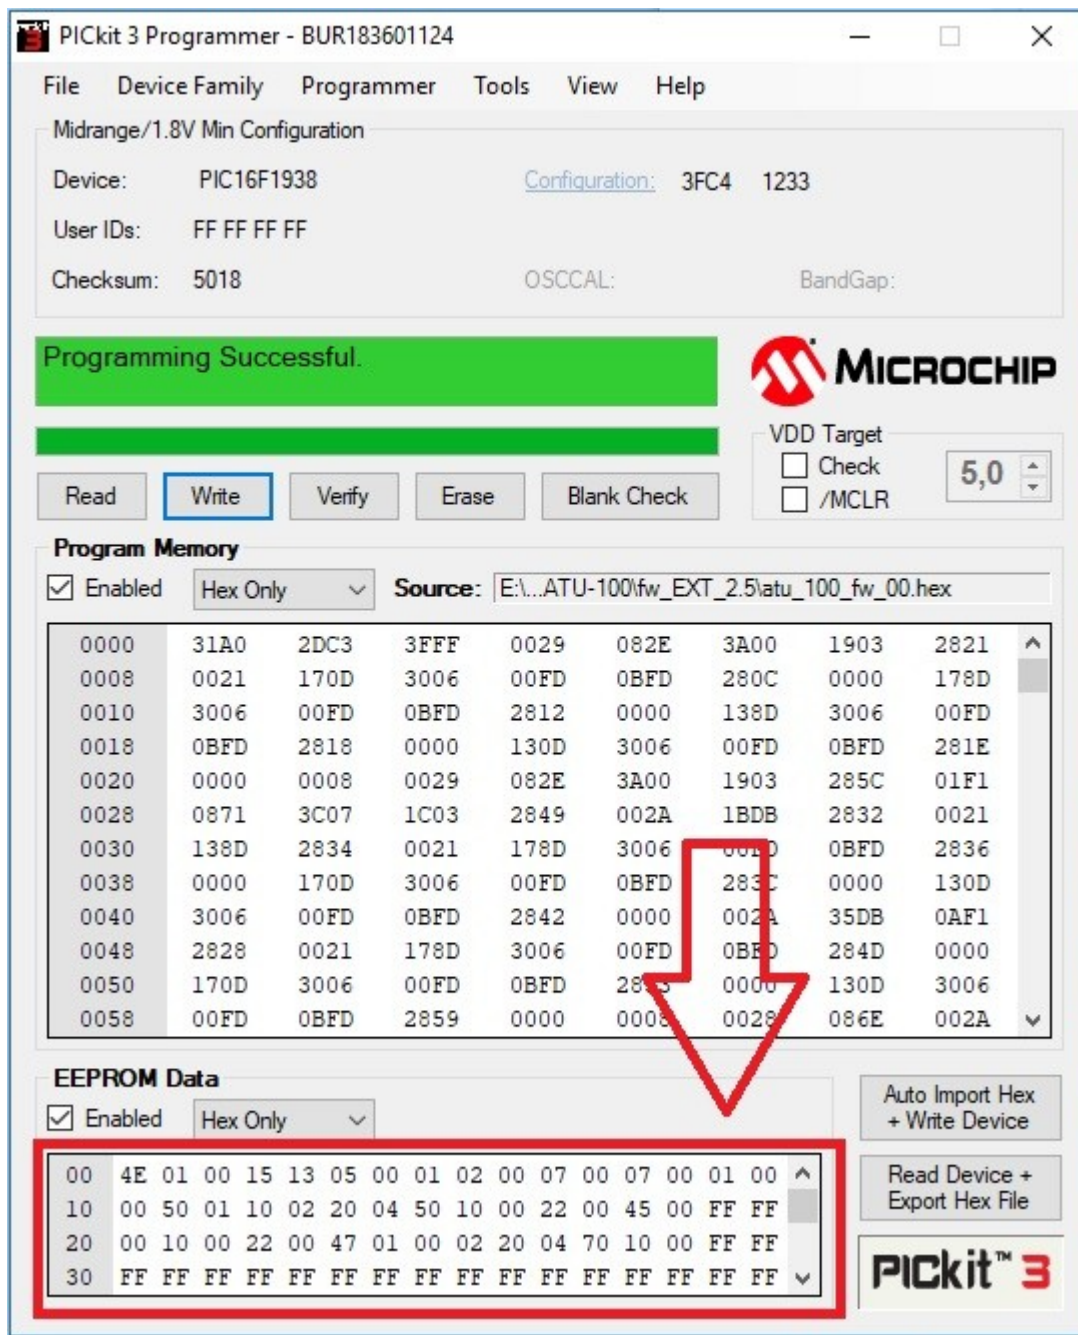 PICkit 3 Programmer - BUR183601124
File Device Family Programmer Tools View Help
Midrange/1.8V Min Configuration
Device: PIC16F1938 Configuration: 3FC4 1233
User IDs: FF FF FF FF
Checksum: 5018 OSCCAL: BandGap:
Programming Successful.
MICROCHIP
VDD Target
Check
/MCLR
5,0
Read Write Verify Erase Blank Check
Program Memory
Enabled Hex Only Source: E:\...ATU-100\fw_EXT_2.5\atu_100_fw_00.hex
0000 31A0 2DC3 3FFF 0029 082E 3A00 1903 2821
0008 0021 170D 3006 00FD 0BFD 280C 0000 178D
0010 3006 00FD 0BFD 2812 0000 138D 3006 00FD
0018 0BFD 2818 0000 130D 3006 00FD 0BFD 281E
0020 0000 0008 0029 082E 3A00 1903 285C 01F1
0028 0871 3C07 1C03 2849 002A 1BDB 2832 0021
0030 138D 2834 0021 178D 3006 00FD 0BFD 2836
0038 0000 170D 3006 00FD 0BFD 283C 0000 130D
0040 3006 00FD 0BFD 2842 0000 002A 35DB 0AF1
0048 2828 0021 178D 3006 00FD 0BFD 284D 0000
0050 170D 3006 00FD 0BFD 2853 0000 130D 3006
0058 00FD 0BFD 2859 0000 0008 0028 086E 002A
EEPROM Data
Enabled Hex Only
00 4E 01 00 15 13 05 00 01 02 00 07 00 07 00 01 00
10 00 50 01 10 02 20 04 50 10 00 22 00 45 00 FF FF
20 00 10 00 22 00 47 01 00 02 20 04 70 10 00 FF FF
30 FF FF FF FF FF FF FF FF FF FF FF FF FF FF FF FF
Auto Import Hex
+ Write Device
Read Device +
Export Hex File
PICkit™ 3